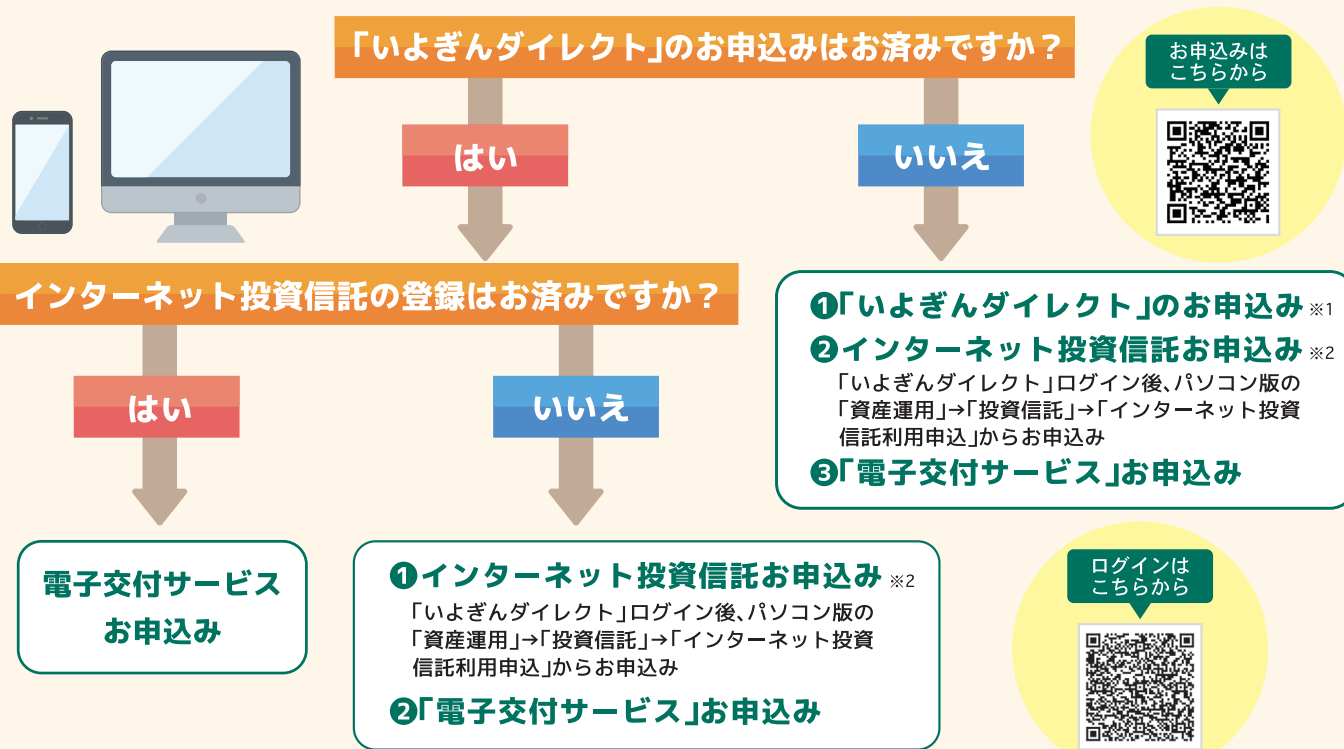 「いよぎんダイレクト」のお申込みはお済みですか？
お申込みは
こちらから
はい
いいえ
インターネット投資信託の登録はお済みですか？
❶「いよぎんダイレクト」のお申込み※1
❷インターネット投資信託お申込み※2
「いよぎんダイレクト」ログイン後、パソコン版の
「資産運用」→「投資信託」→「インターネット投資
信託利用申込」からお申込み
❸「電子交付サービス」お申込み
はい
いいえ
電子交付サービス
お申込み
❶インターネット投資信託お申込み※2
「いよぎんダイレクト」ログイン後、パソコン版の
「資産運用」→「投資信託」→「インターネット投資
信託利用申込」からお申込み
❷「電子交付サービス」お申込み
ログインは
こちらから